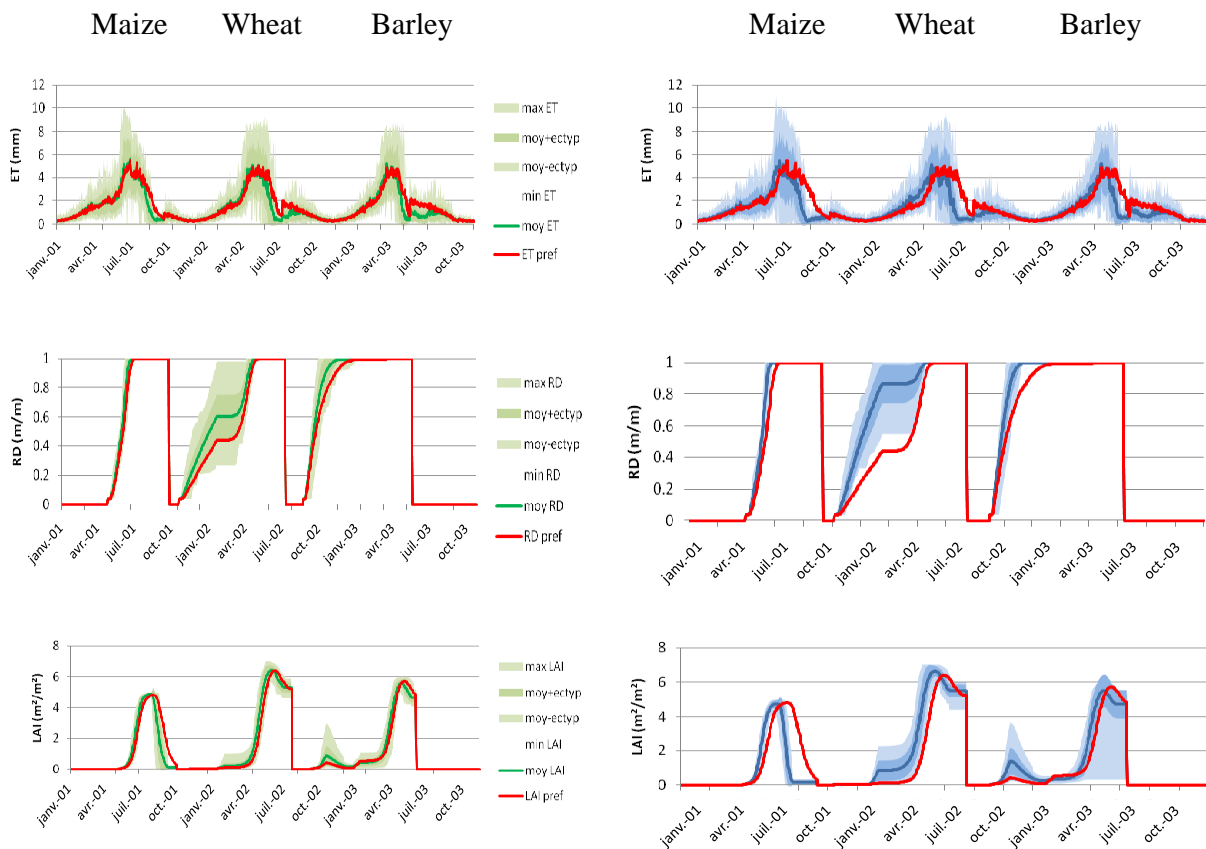 Maize Wheat Barley
Maize Wheat Barley
ET (mm)
12
10
8
6
4
2
0
janv.-01
avr.-01
juil.-01
oct.-01
janv.-02
avr.-02
juil.-02
oct.-02
janv.-03
avr.-03
juil.-03
oct.-03
max ET
moy+ectyp
moy-ectyp
min ET
moy ET
ET pref
ET (mm)
12
10
8
6
4
2
0
janv.-01
avr.-01
juil.-01
oct.-01
janv.-02
avr.-02
juil.-02
oct.-02
janv.-03
avr.-03
juil.-03
oct.-03
RD (m/m)
1
0.8
0.6
0.4
0.2
0
janv.-01
avr.-01
juil.-01
oct.-01
janv.-02
avr.-02
juil.-02
oct.-02
janv.-03
avr.-03
juil.-03
oct.-03
max RD
moy+ectyp
moy-ectyp
min RD
moy RD
RD pref
RD (m/m)
1
0.8
0.6
0.4
0.2
0
janv.-01
avr.-01
juil.-01
oct.-01
janv.-02
avr.-02
juil.-02
oct.-02
janv.-03
avr.-03
juil.-03
oct.-03
LAI (m²/m²)
8
6
4
2
0
janv.-01
avr.-01
juil.-01
oct.-01
janv.-02
avr.-02
juil.-02
oct.-02
janv.-03
avr.-03
juil.-03
oct.-03
max LAI
moy+ectyp
moy-ectyp
min LAI
moy LAI
LAI pref
LAI (m²/m²)
8
6
4
2
0
janv.-01
avr.-01
juil.-01
oct.-01
janv.-02
avr.-02
juil.-02
oct.-02
janv.-03
avr.-03
juil.-03
oct.-03